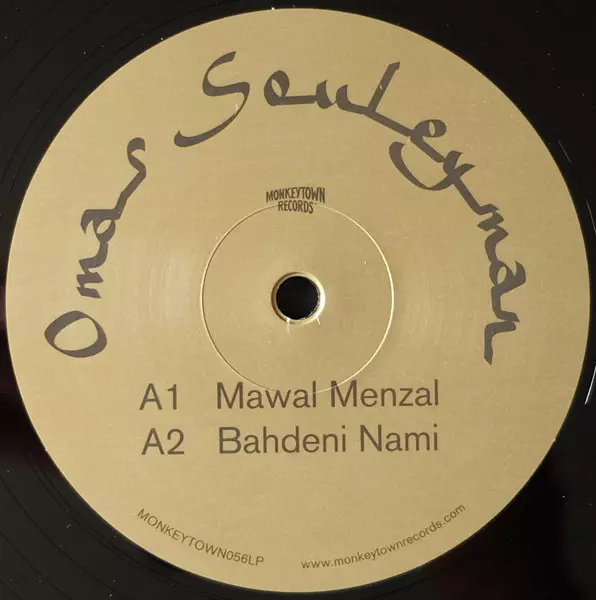 Omar Souleyman
MONKEYTOWN
RECORDS
A1 Mawal Menzal
A2 Bahdeni Nami
MONKEYTOWN056LP
www.monkeytownrecords.com